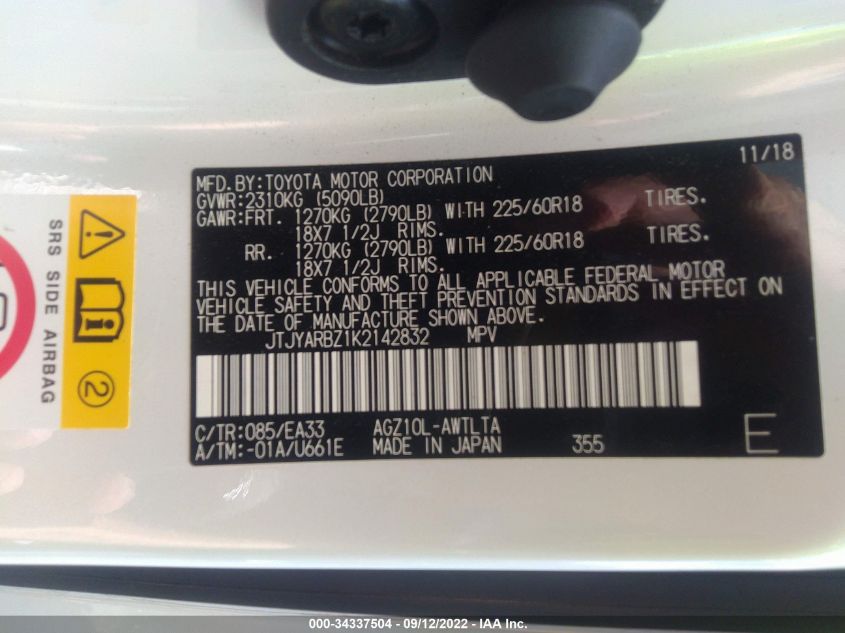 11/18
MFD.BY:TOYOTA MOTOR CORPORATION
GVWR:2310KG (5090LB)
GAWR:FRT. 1270KG (2790LB) WITH 225/60R18 TIRES.
18X7 1/2J RIMS.
RR. 1270KG (2790LB) WITH 225/60R18 TIRES.
18X7 1/2J RIMS.
THIS VEHICLE CONFORMS TO ALL APPLICABLE FEDERAL MOTOR
VEHICLE SAFETY AND THEFT PREVENTION STANDARDS IN EFFECT ON
THE DATE OF MANUFACTURE SHOWN ABOVE.
JTJYARBZ1K2142832 MPV
C/TR:085/EA33 AGZ10L-AWTLTA
A/TM:-01A/U661E MADE IN JAPAN 355 E
SRS SIDE AIRBAG
2
000-34337504 - 09/12/2022 - IAA Inc.